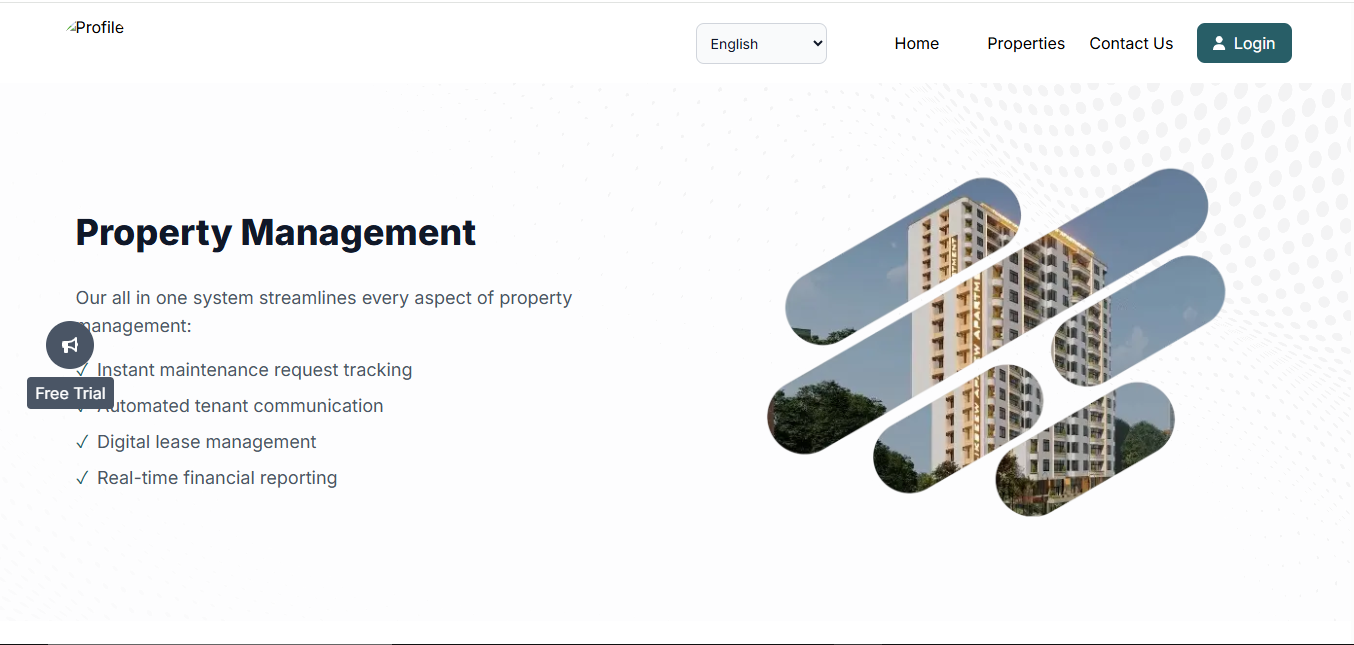 Profile
English
Home
Properties
Contact Us
Login
Property Management
Our all in one system streamlines every aspect of property
management:
✓ Instant maintenance request tracking
Free Trial
✓ Automated tenant communication
✓ Digital lease management
✓ Real-time financial reporting